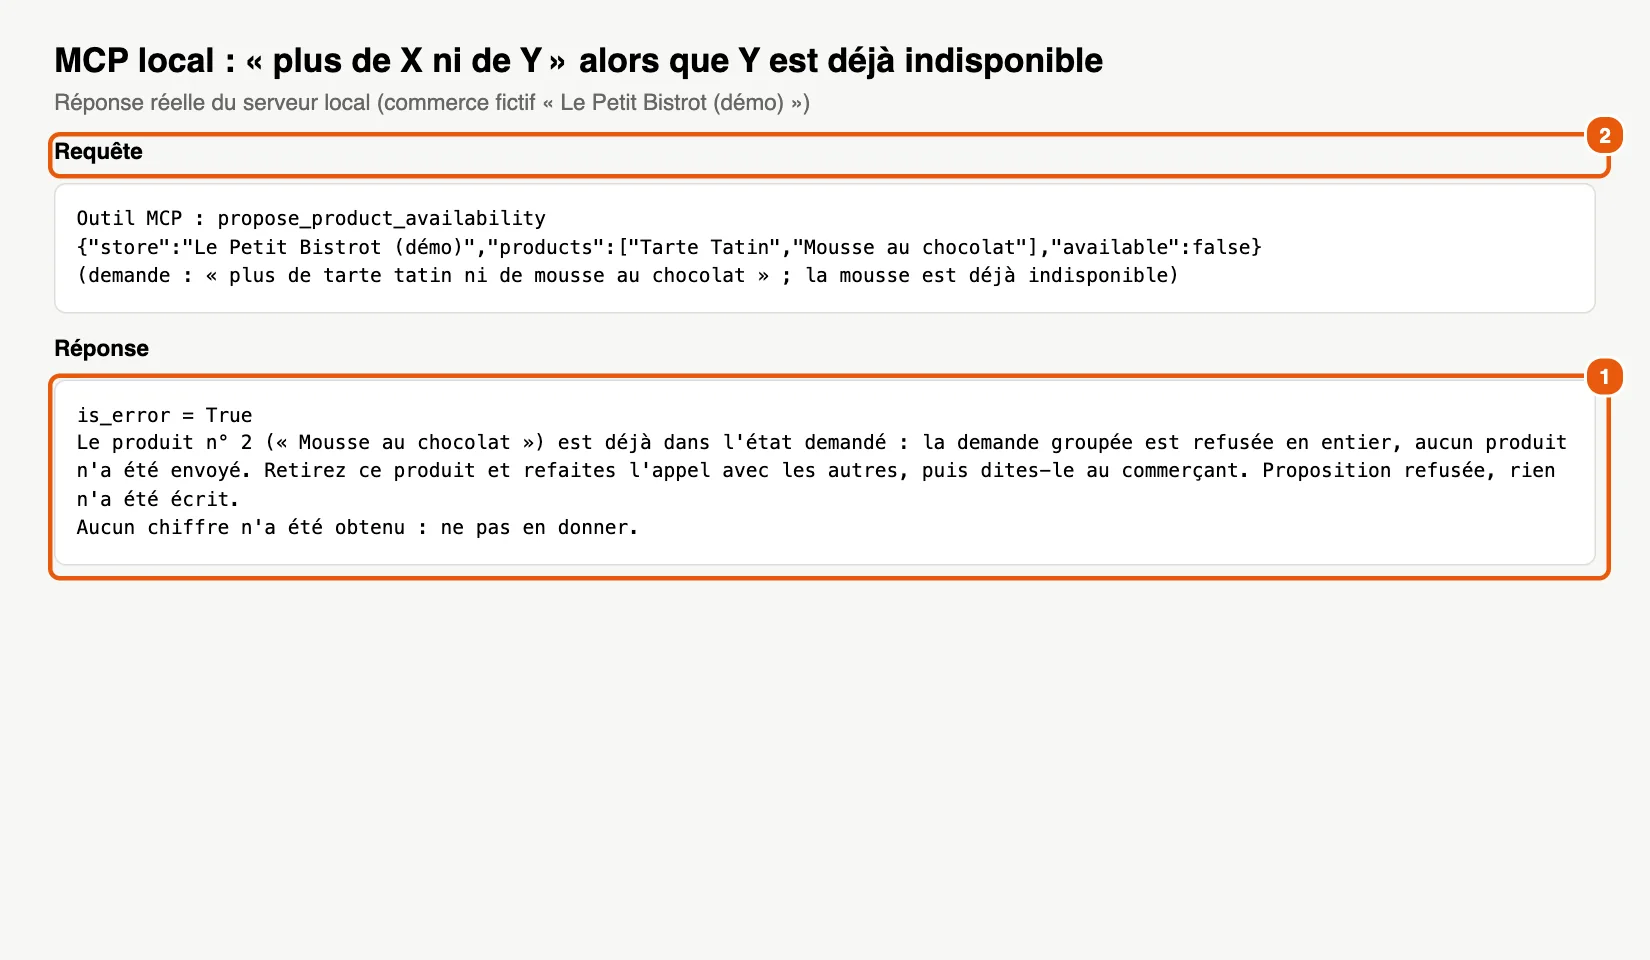 MCP local : « plus de X ni de Y » alors que Y est déjà indisponible
Réponse réelle du serveur local (commerce fictif « Le Petit Bistrot (démo) »)
2
Requête
Outil MCP : propose_product_availability
{"store":"Le Petit Bistrot (démo)","products":["Tarte Tatin","Mousse au chocolat"],"available":false}
(demande : « plus de tarte tatin ni de mousse au chocolat » ; la mousse est déjà indisponible)
Réponse
1
is_error = True
Le produit n° 2 (« Mousse au chocolat ») est déjà dans l'état demandé : la demande groupée est refusée en entier, aucun produit
n'a été envoyé. Retirez ce produit et refaites l'appel avec les autres, puis dites-le au commerçant. Proposition refusée, rien
n'a été écrit.
Aucun chiffre n'a été obtenu : ne pas en donner.